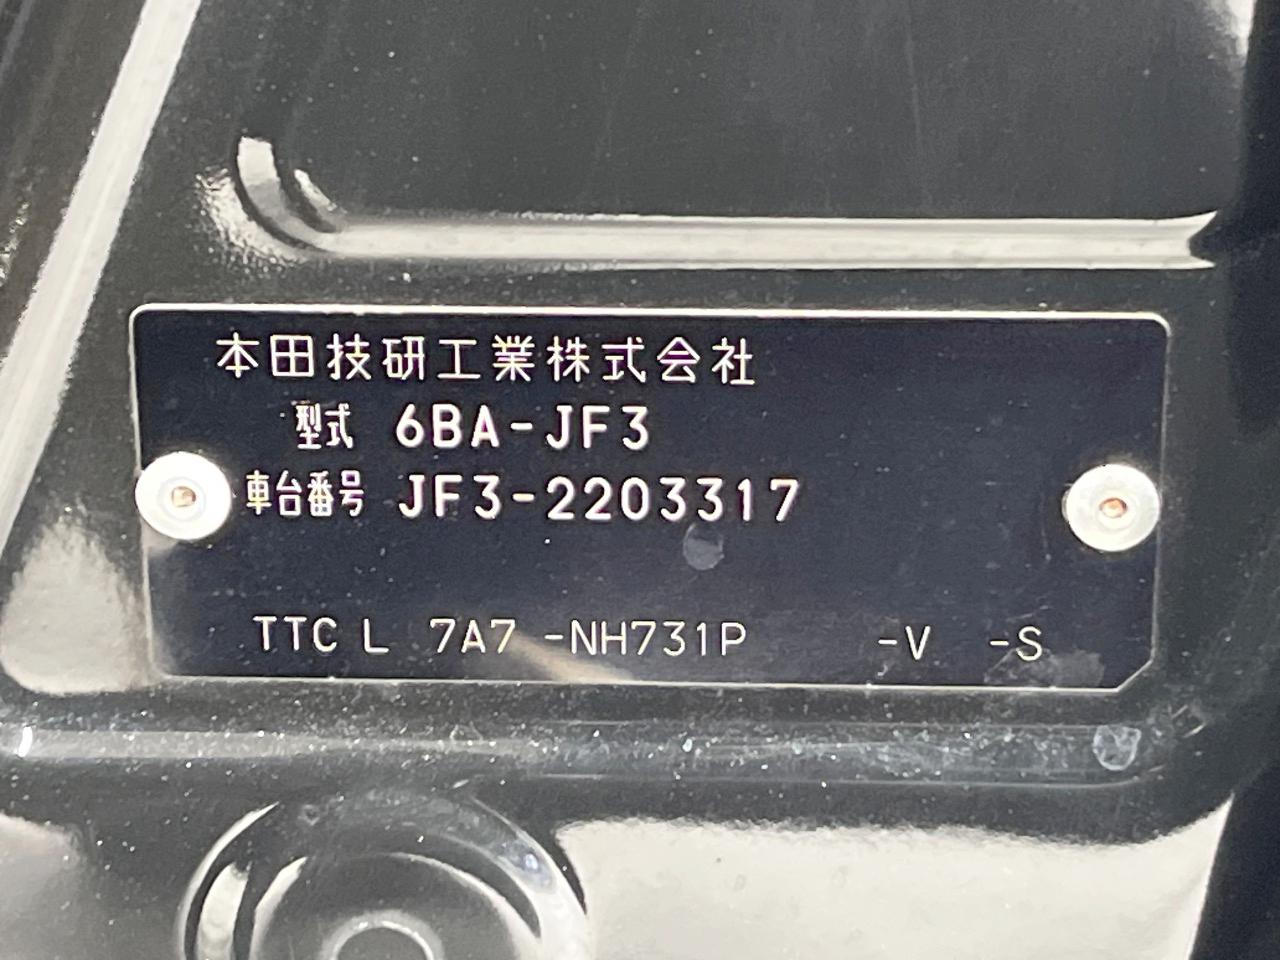 本田技研工業株式会社
型式 6BA-JF3
車台番号 JF3-2203317
TTC L 7A7 -NH731P -V -S